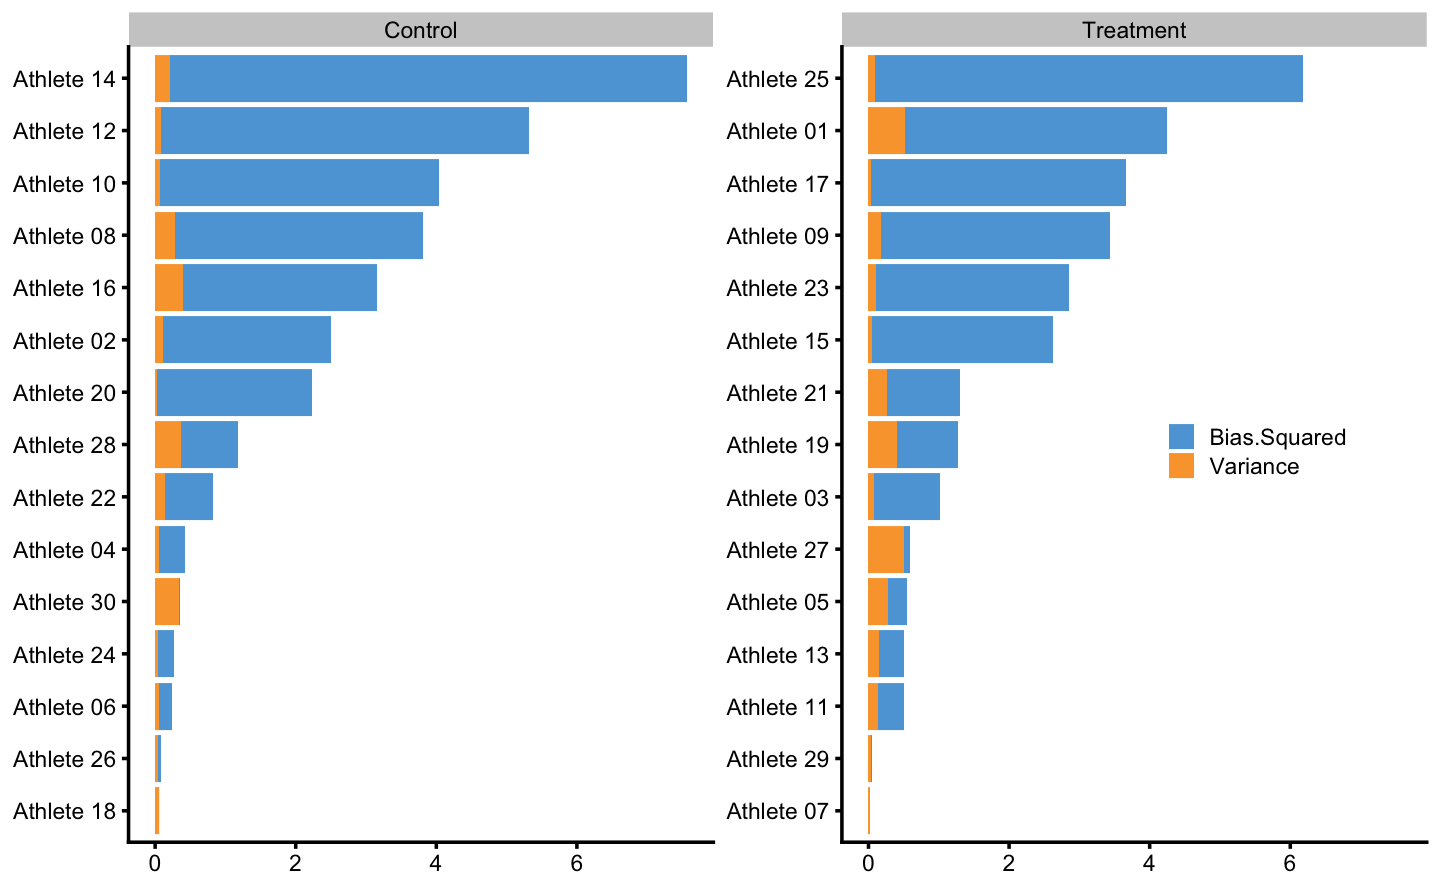 Control
Athlete 14
Athlete 12
Athlete 10
Athlete 08
Athlete 16
Athlete 02
Athlete 20
Athlete 28
Athlete 22
Athlete 04
Athlete 30
Athlete 24
Athlete 06
Athlete 26
Athlete 18
0 2 4 6
Treatment
Athlete 25
Athlete 01
Athlete 17
Athlete 09
Athlete 23
Athlete 15
Athlete 21
Athlete 19
Athlete 03
Athlete 27
Athlete 05
Athlete 13
Athlete 11
Athlete 29
Athlete 07
0 2 4 6
Bias.Squared
Variance